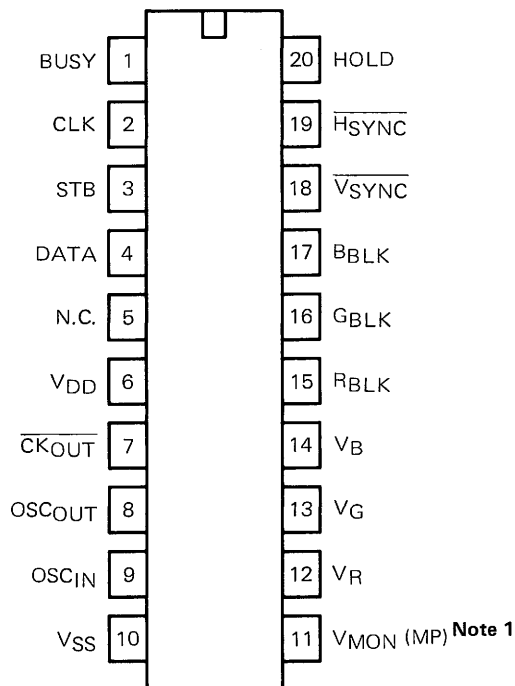 BUSY 1 20 HOLD
CLK 2 19 HSYNC
STB 3 18 VSYNC
DATA 4 17 BBLK
N.C. 5 16 GBLK
VDD 6 15 RBLK
CKOUT 7 14 VB
OSCOUT 8 13 VG
OSCIN 9 12 VR
VSS 10 11 VMON (MP) Note 1